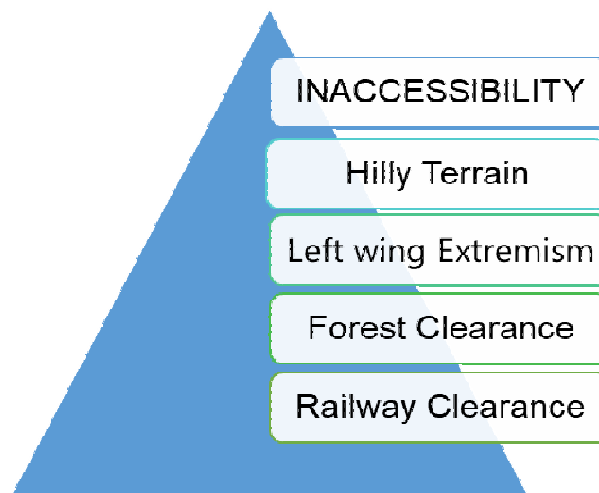 INACCESSIBILITY
Hilly Terrain
Left wing Extremism
Forest Clearance
Railway Clearance